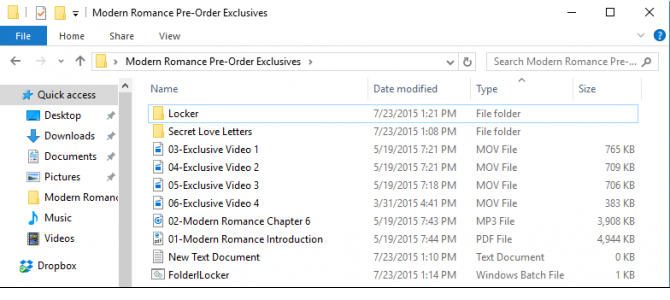 Modern Romance Pre-Order Exclusives
File Home Share View
Modern Romance Pre-Order Exclusives Search Modern Romance Pre-...
Name Date modified Type Size
Quick access
Desktop
Downloads
Documents
Pictures
Modern Romanc
Music
Videos
Dropbox
Locker 7/23/2015 1:21 PM File folder
Secret Love Letters 7/23/2015 1:08 PM File folder
03-Exclusive Video 1 5/19/2015 7:21 PM MOV File 765 KB
04-Exclusive Video 2 5/19/2015 7:21 PM MOV File 709 KB
05-Exclusive Video 3 5/19/2015 7:18 PM MOV File 706 KB
06-Exclusive Video 4 3/31/2015 4:41 PM MOV File 383 KB
02-Modern Romance Chapter 6 5/19/2015 7:43 PM MP3 File 3,908 KB
01-Modern Romance Introduction 5/19/2015 7:44 PM PDF File 4,944 KB
New Text Document 7/23/2015 1:10 PM Text Document 0 KB
FolderlLocker 7/23/2015 1:14 PM Windows Batch File 1 KB